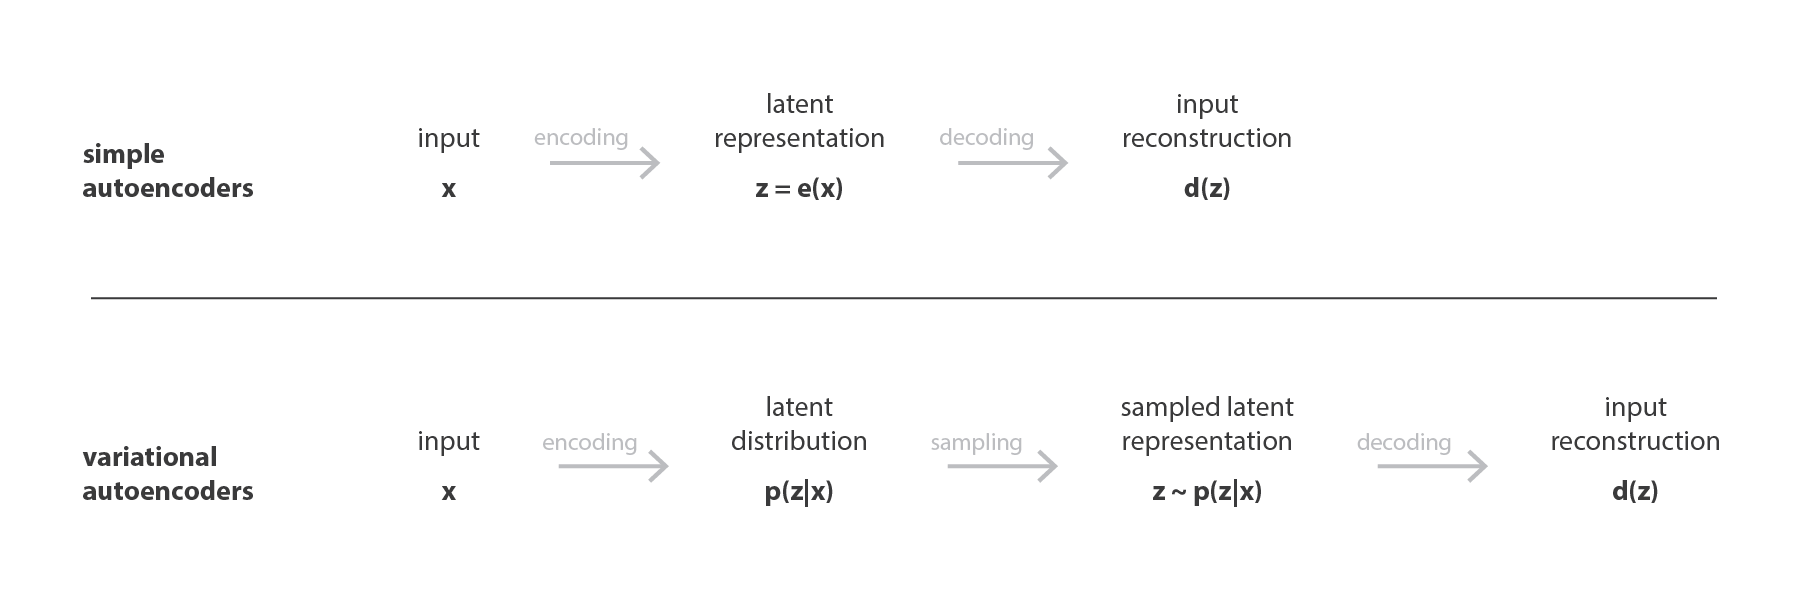 simple
autoencoders
input
x
encoding
latent
representation
z = e(x)
decoding
input
reconstruction
d(z)
variational
autoencoders
input
x
encoding
latent
distribution
p(z|x)
sampling
sampled latent
representation
z ~ p(z|x)
decoding
input
reconstruction
d(z)